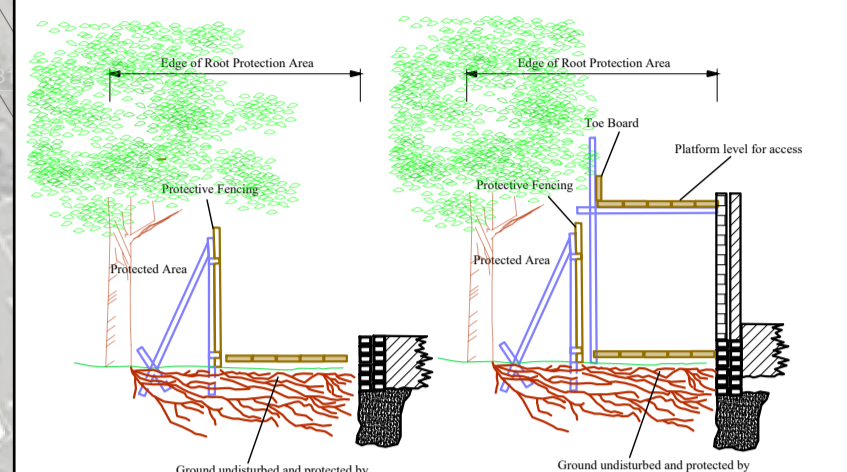 Edge of Root Protection Area
Protective Fencing
Protected Area
Ground undisturbed and protected by
Edge of Root Protection Area
Toe Board
Platform level for access
Protective Fencing
Protected Area
Ground undisturbed and protected by